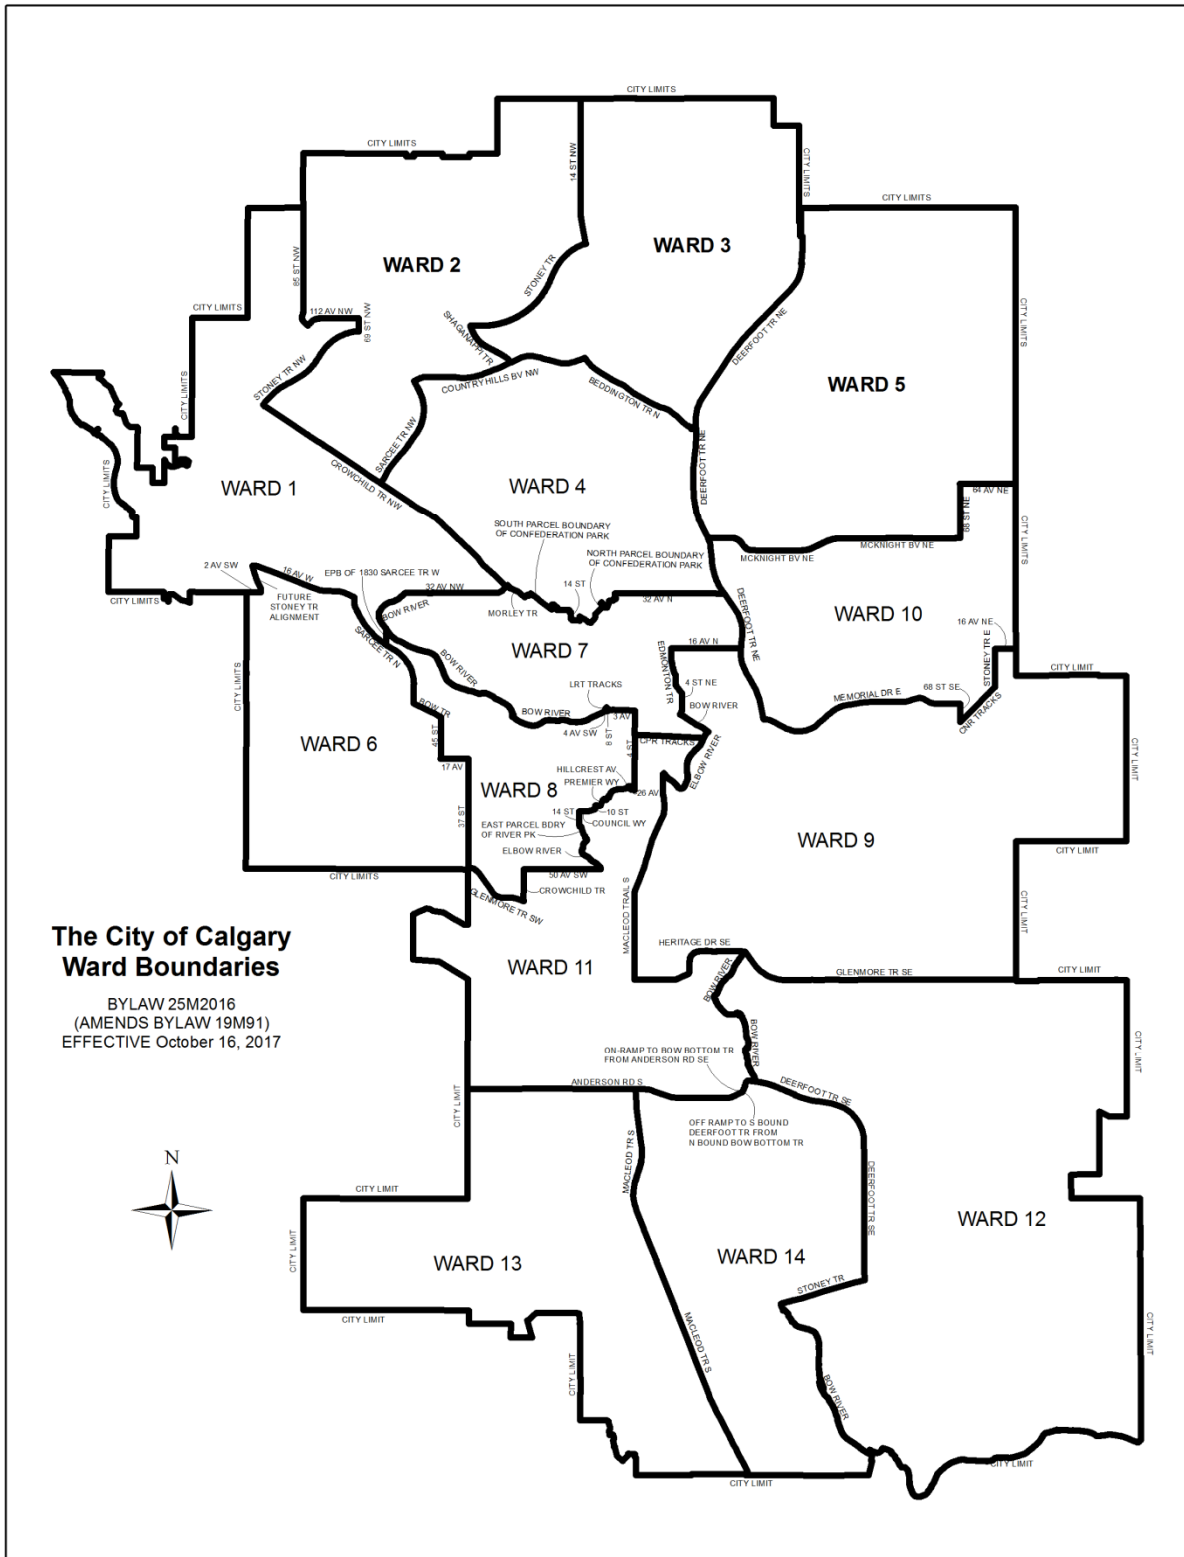 CITY LIMITS
CITY LIMITS
14 ST NW
CITY LIMITS
CITY LIMITS
WARD 3
WARD 2
85 ST NW
STONEY TR
CITY LIMITS
112 AV NW
69 ST NW
SHAGANAPPI TR
DEERFOOT TR NE
CITY LIMITS
STONEY TR NW
COUNTRY HILLS BV NW
BEDDINGTON TR N
WARD 5
CITY LIMITS
SARCEE TR NW
DEERFOOT TR NE
CITY LIMITS
CROWCHILD TR NW
WARD 1
WARD 4
64 AV NE
68 ST NE
CITY LIMITS
SOUTH PARCEL BOUNDARY
OF CONFEDERATION PARK
MCKNIGHT BV NE
MCKNIGHT BV NE
NORTH PARCEL BOUNDARY
OF CONFEDERATION PARK
2 AV SW
16 AV W
EPB OF 1830 SARCEE TR W
32 AV NW
14 ST
32 AV N
CITY LIMITS
FUTURE
STONEY TR
ALIGNMENT
BOW RIVER
MORLEY TR
DEERFOOT TR NE
WARD 10
16 AV NE
SARCEE TR N
WARD 7
16 AV N
EDMONTON TR
STONEY TR E
CITY LIMIT
CITY LIMITS
BOW RIVER
4 ST NE
68 ST SE
LRT TRACKS
MEMORIAL DR E
CNR TRACKS
BOW RIVER
BOW RIVER
BOW TR
3 AV
4 AV SW
8 ST
45 ST
WARD 6
4 ST
CPR TRACKS
ELBOW RIVER
17 AV
HILLCREST AV
PREMIER WY
CITY LIMIT
WARD 8
26 AV
37 ST
14 ST
10 ST
COUNCIL WY
EAST PARCEL BDRY
OF RIVER PK
WARD 9
CITY LIMIT
ELBOW RIVER
CITY LIMITS
50 AV SW
CROWCHILD TR
GLENMORE TR SW
MACLEOD TRAIL S
CITY LIMIT
The City of Calgary
Ward Boundaries
HERITAGE DR SE
WARD 11
BOW RIVER
GLENMORE TR SE
CITY LIMIT
BYLAW 25M2016
(AMENDS BYLAW 19M91)
EFFECTIVE October 16, 2017
BOW RIVER
CITY LIMIT
ON-RAMP TO BOW BOTTOM TR
FROM ANDERSON RD SE
ANDERSON RD S
DEERFOOT TR SE
CITY LIMIT
OFF RAMP TO S BOUND
DEERFOOT TR FROM
N BOUND BOW BOTTOM TR
MACLEOD TR S
N
DEERFOOT TR SE
CITY LIMIT
WARD 12
CITY LIMIT
WARD 13
WARD 14
STONEY TR
CITY LIMIT
MACLEOD TR S
CITY LIMIT
CITY LIMIT
BOW RIVER
CITY LIMIT
CITY LIMIT